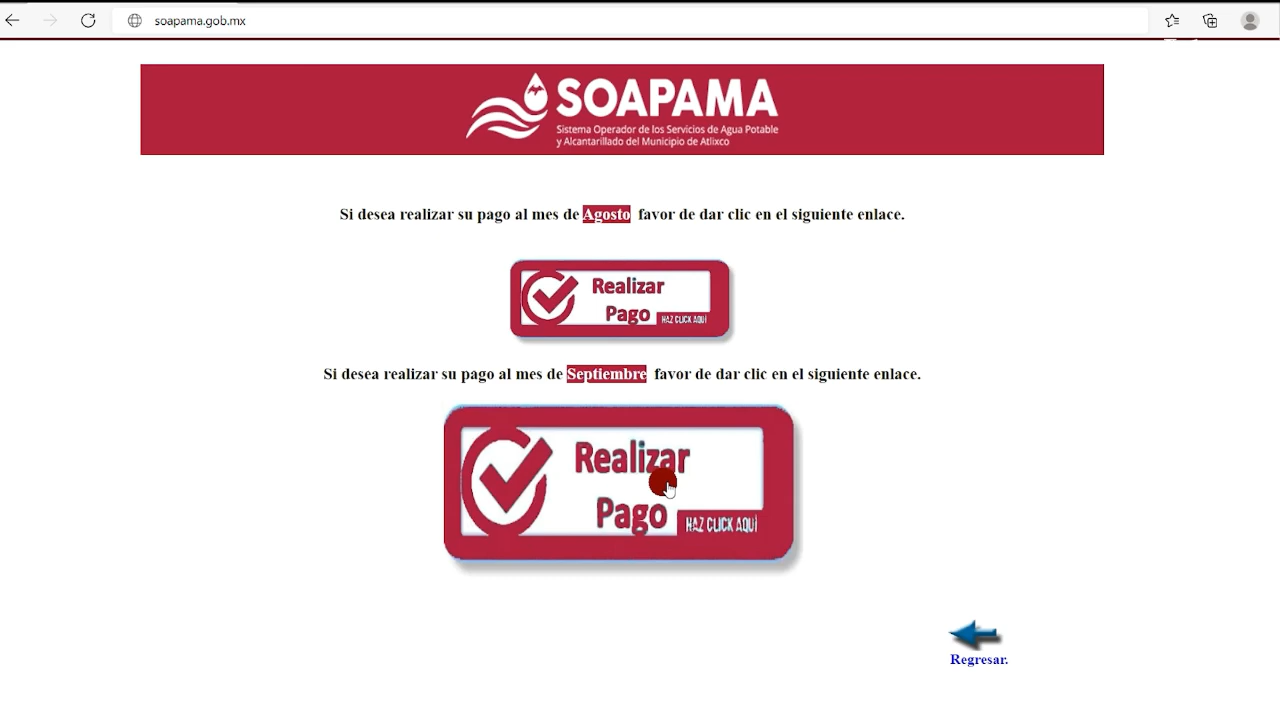 soapama.gob.mx
SOAPAMA
Sistema Operador de los Servicios de Agua Potable
y Alcantarillado del Municipio de Atlixco
Si desea realizar su pago al mes de Agosto favor de dar clic en el siguiente enlace.
Realizar
Pago HAZ CLICK AQUÍ
Si desea realizar su pago al mes de Septiembre favor de dar clic en el siguiente enlace.
Realizar
Pago HAZ CLICK AQUÍ
Regresar.